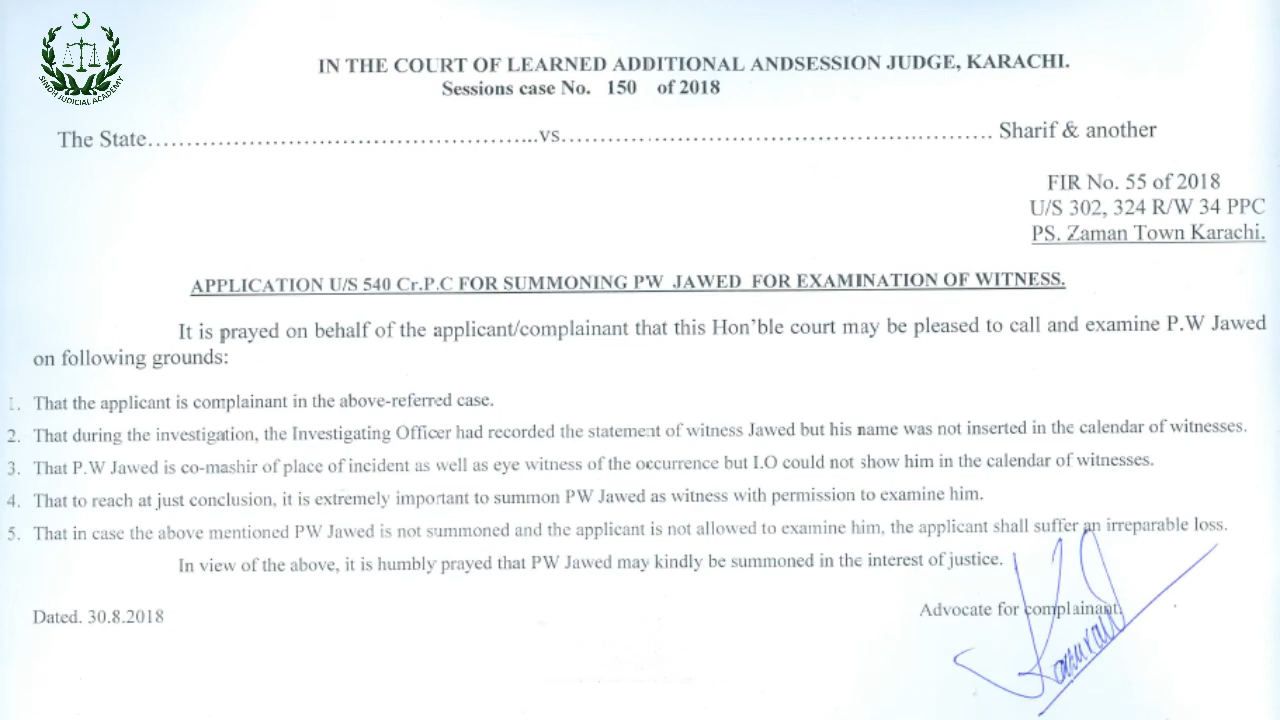 SINDH JUDICIAL ACADEMY
IN THE COURT OF LEARNED ADDITIONAL ANDSESSION JUDGE, KARACHI.
Sessions case No. 150 of 2018
The State……………………………………………..vs……………………………………………… Sharif & another
FIR No. 55 of 2018
U/S 302, 324 R/W 34 PPC
PS. Zaman Town Karachi.
APPLICATION U/S 540 Cr.P.C FOR SUMMONING PW JAWED FOR EXAMINATION OF WITNESS.
It is prayed on behalf of the applicant/complainant that this Hon'ble court may be pleased to call and examine P.W Jawed
on following grounds:
1. That the applicant is complainant in the above-referred case.
2. That during the investigation, the Investigating Officer had recorded the statement of witness Jawed but his name was not inserted in the calendar of witnesses.
3. That P.W Jawed is co-mashir of place of incident as well as eye witness of the occurrence but I.O could not show him in the calendar of witnesses.
4. That to reach at just conclusion, it is extremely important to summon PW Jawed as witness with permission to examine him.
5. That in case the above mentioned PW Jawed is not summoned and the applicant is not allowed to examine him, the applicant shall suffer an irreparable loss.
In view of the above, it is humbly prayed that PW Jawed may kindly be summoned in the interest of justice.
Dated. 30.8.2018
Advocate for complainant.